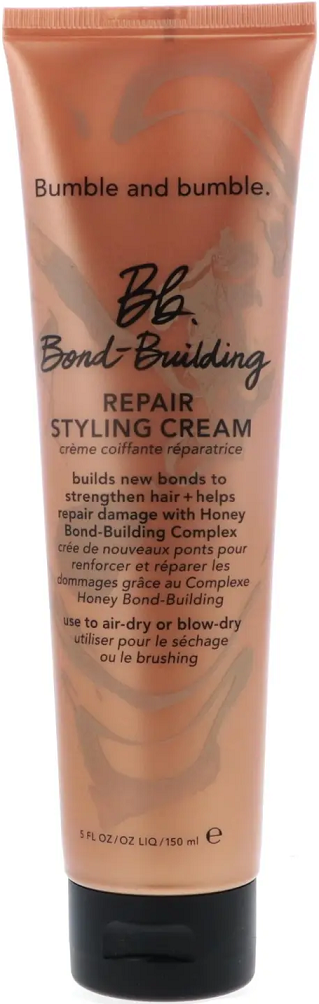 Bumble and bumble.
Bb.
Bond-Building
REPAIR
STYLING CREAM
crème coiffante réparatrice
builds new bonds to
strengthen hair + helps
repair damage with Honey
Bond-Building Complex
crée de nouveaux ponts pour
renforcer et réparer les
dommages grâce au Complexe
Honey Bond-Building
use to air-dry or blow-dry
utiliser pour le séchage
ou le brushing
5 FL OZ/OZ LIQ/150 ml ℮